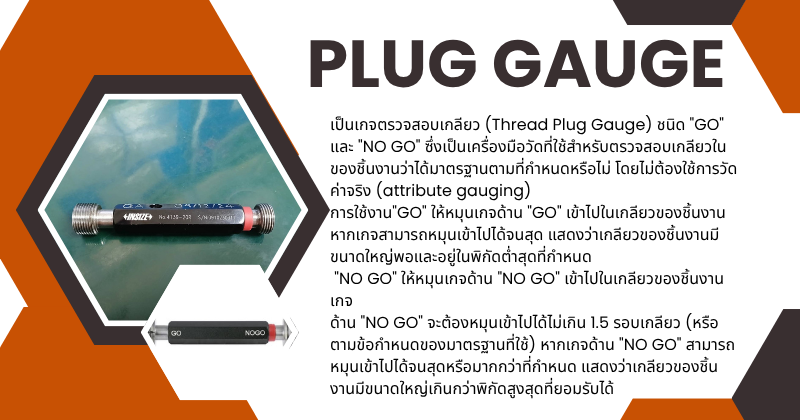 PLUG GAUGE
เป็นเกจตรวจสอบเกลียว (Thread Plug Gauge) ชนิด "GO"
และ "NO GO" ซึ่งเป็นเครื่องมือวัดที่ใช้สำหรับตรวจสอบเกลียวใน
ของชิ้นงานว่าได้มาตรฐานตามที่กำหนดหรือไม่ โดยไม่ต้องใช้การวัด
ค่าจริง (attribute gauging)
การใช้งาน"GO" ให้หมุนเกจด้าน "GO" เข้าไปในเกลียวของชิ้นงาน
หากเกจสามารถหมุนเข้าไปได้จนสุด แสดงว่าเกลียวของชิ้นงานมี
ขนาดใหญ่พอและอยู่ในพิกัดต่ำสุดที่กำหนด
"NO GO" ให้หมุนเกจด้าน "NO GO" เข้าไปในเกลียวของชิ้นงาน
เกจ
ด้าน "NO GO" จะต้องหมุนเข้าไปได้ไม่เกิน 1.5 รอบเกลียว (หรือ
ตามข้อกำหนดของมาตรฐานที่ใช้) หากเกจด้าน "NO GO" สามารถ
หมุนเข้าไปได้จนสุดหรือมากกว่าที่กำหนด แสดงว่าเกลียวของชิ้น
งานมีขนาดใหญ่เกินกว่าพิกัดสูงสุดที่ยอมรับได้
INSIZE
GO NOGO